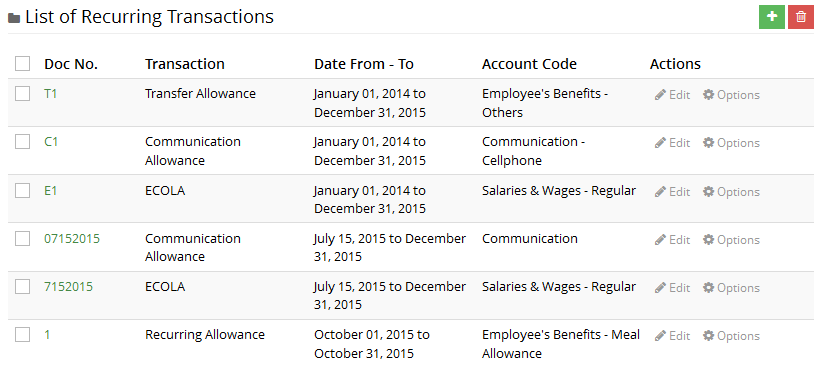 List of Recurring Transactions
Doc No. Transaction Date From - To Account Code Actions
T1 Transfer Allowance January 01, 2014 to Employee's Benefits - Edit Options
December 31, 2015 Others
C1 Communication January 01, 2014 to Communication - Edit Options
Allowance December 31, 2015 Cellphone
E1 ECOLA January 01, 2014 to Salaries & Wages - Regular Edit Options
December 31, 2015
07152015 Communication July 15, 2015 to December Communication Edit Options
Allowance 31, 2015
7152015 ECOLA July 15, 2015 to December Salaries & Wages - Regular Edit Options
31, 2015
1 Recurring Allowance October 01, 2015 to Employee's Benefits - Meal Edit Options
October 31, 2015 Allowance